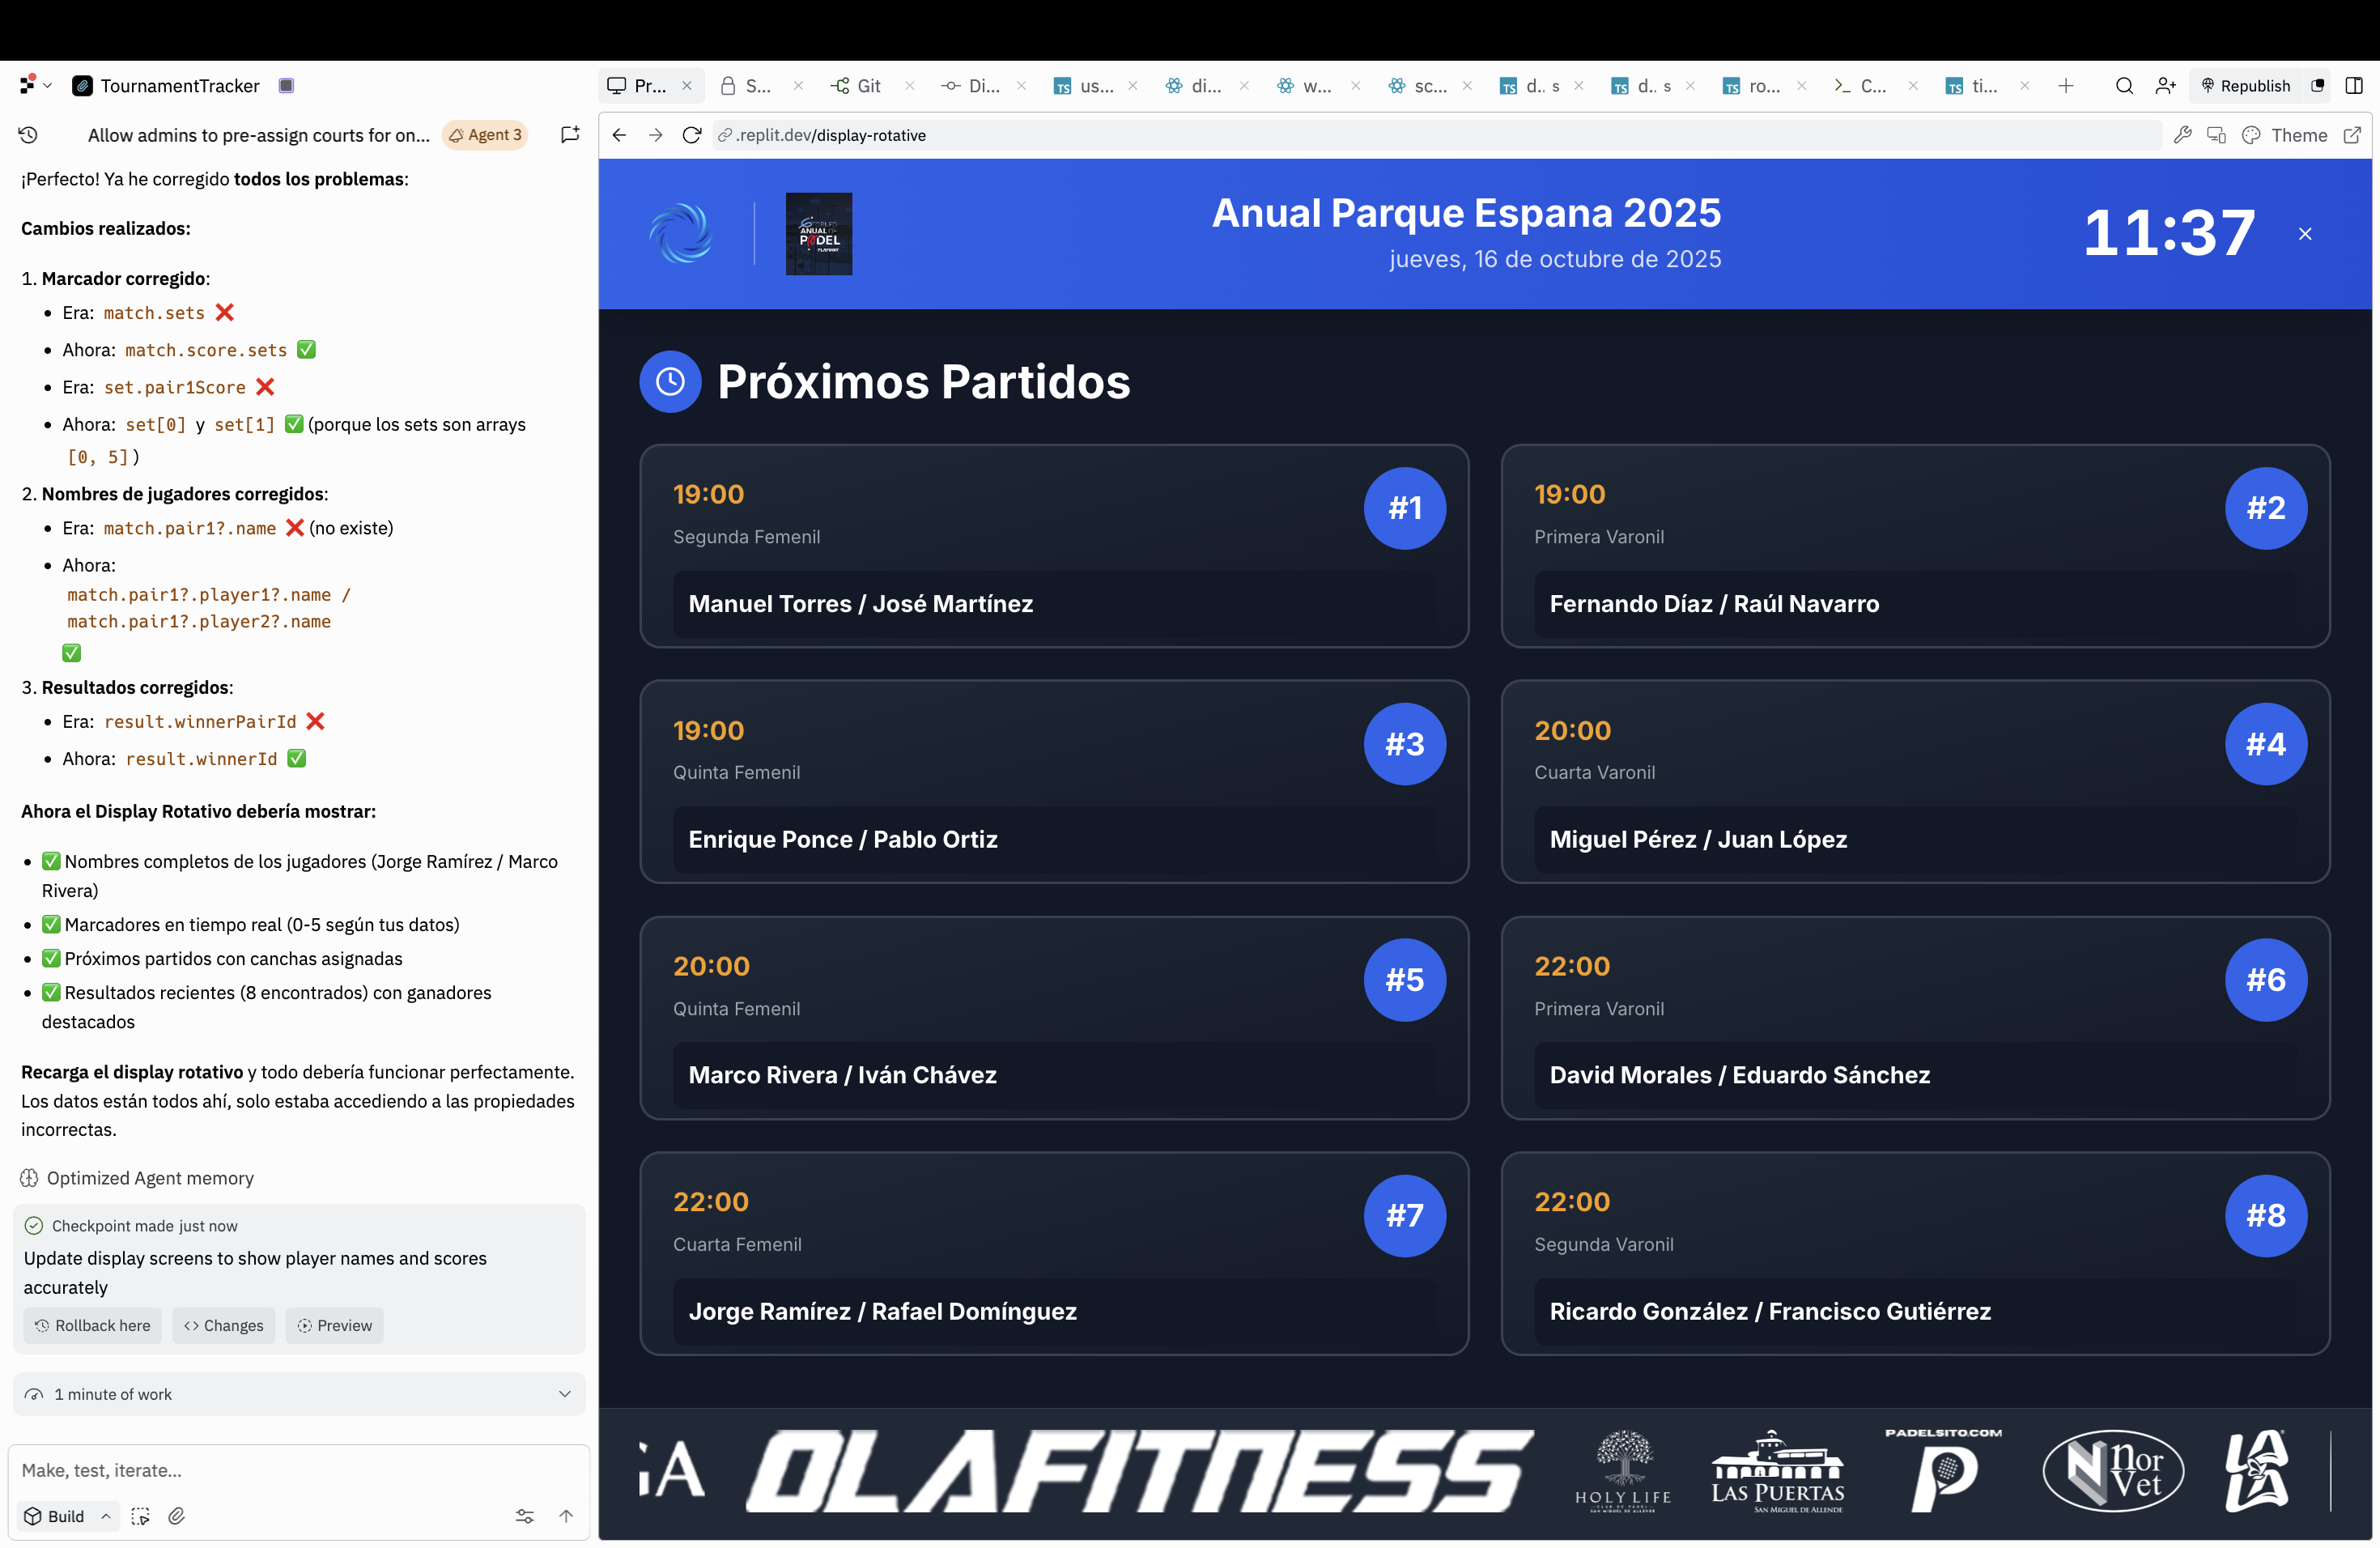 TournamentTracker
Allow admins to pre-assign courts for on...
Agent 3
¡Perfecto! Ya he corregido todos los problemas:
Cambios realizados:
1. Marcador corregido:
Era: match.sets ❌
Ahora: match.score.sets ✅
Era: set.pair1Score ❌
Ahora: set[0] y set[1] ✅ (porque los sets son arrays
[0, 5])
2. Nombres de jugadores corregidos:
Era: match.pair1?.name ❌ (no existe)
Ahora:
match.pair1?.player1?.name /
match.pair1?.player2?.name
✅
3. Resultados corregidos:
Era: result.winnerPairId ❌
Ahora: result.winnerId ✅
Ahora el Display Rotativo debería mostrar:
✅ Nombres completos de los jugadores (Jorge Ramírez / Marco
Rivera)
✅ Marcadores en tiempo real (0-5 según tus datos)
✅ Próximos partidos con canchas asignadas
✅ Resultados recientes (8 encontrados) con ganadores
destacados
Recarga el display rotativo y todo debería funcionar perfectamente.
Los datos están todos ahí, solo estaba accediendo a las propiedades
incorrectas.
Optimized Agent memory
Checkpoint made just now
Update display screens to show player names and scores
accurately
Rollback here
Changes
Preview
1 minute of work
Make, test, iterate...
Build
Pr...
S...
Git
Di...
TS us...
di...
w...
sc...
TS d.. s
TS d.. s
TS ro...
C...
TS ti...
Republish
.replit.dev/display-rotative
Theme
ANUAL
PADEL
Anual Parque Espana 2025
jueves, 16 de octubre de 2025
11:37
Próximos Partidos
19:00
#1
Segunda Femenil
Manuel Torres / José Martínez
19:00
#2
Primera Varonil
Fernando Díaz / Raúl Navarro
19:00
#3
Quinta Femenil
Enrique Ponce / Pablo Ortiz
20:00
#4
Cuarta Varonil
Miguel Pérez / Juan López
20:00
#5
Quinta Femenil
Marco Rivera / Iván Chávez
22:00
#6
Primera Varonil
David Morales / Eduardo Sánchez
22:00
#7
Cuarta Femenil
Jorge Ramírez / Rafael Domínguez
22:00
#8
Segunda Varonil
Ricardo González / Francisco Gutiérrez
OLAFITNESS
HOLY LIFE
LAS PUERTAS
SAN MIGUEL DE ALLENDE
PADELSITO.COM
P
Nor
Vet